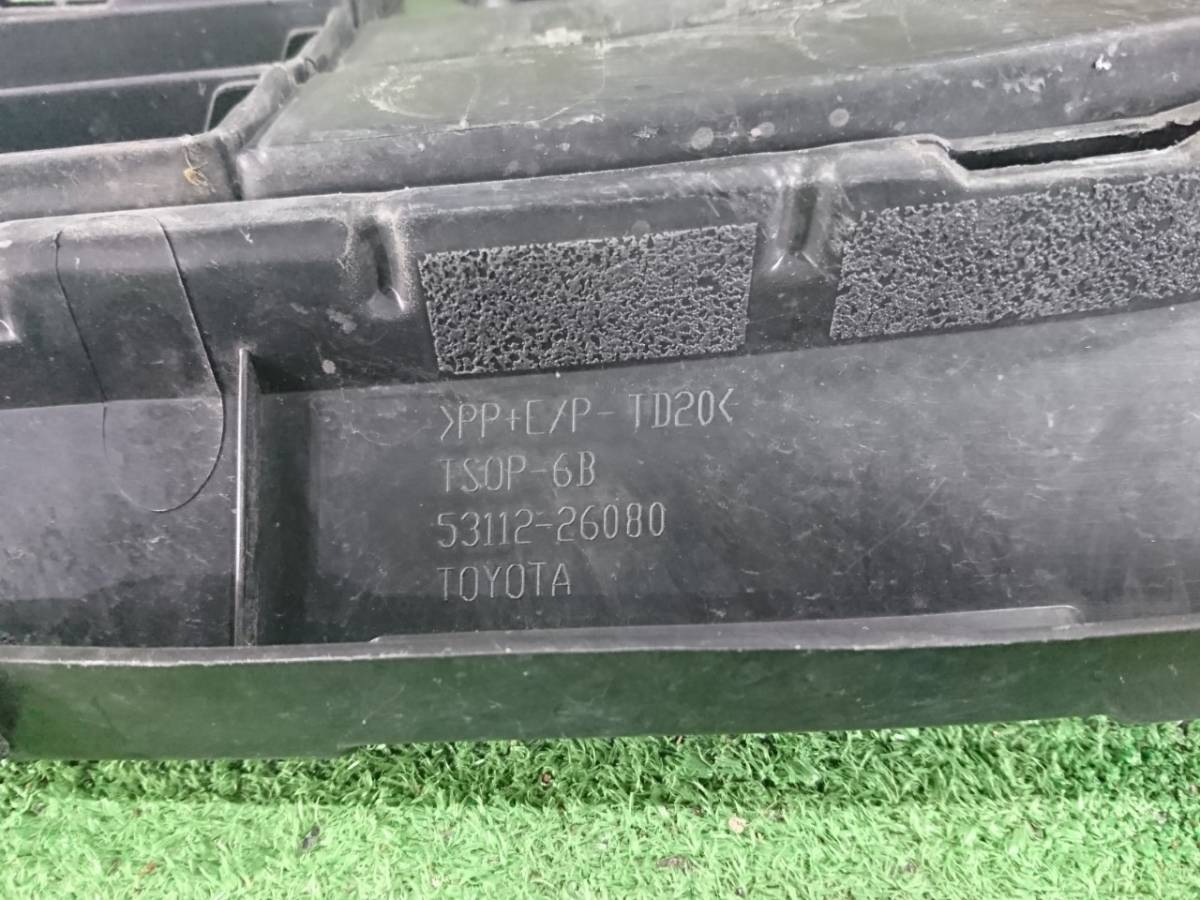 >PP+E/P-TD20<
TSOP-6B
53112-26080
TOYOTA